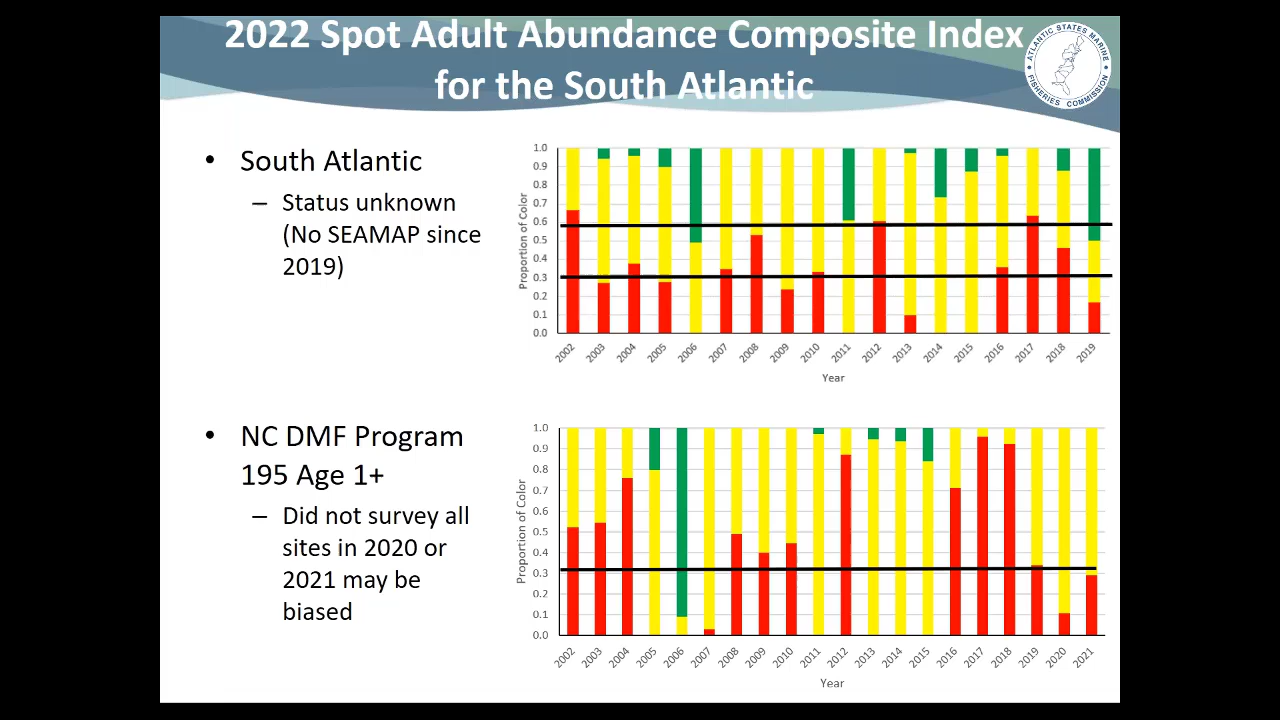 2022 Spot Adult Abundance Composite Index
for the South Atlantic
ATLANTIC STATES MARINE
FISHERIES COMMISSION
• South Atlantic
– Status unknown
(No SEAMAP since
2019)
1.0
0.9
0.8
0.7
0.6
0.5
0.4
0.3
0.2
0.1
0.0
Proportion of Color
2002 2003 2004 2005 2006 2007 2008 2009 2010 2011 2012 2013 2014 2015 2016 2017 2018 2019
Year
• NC DMF Program
195 Age 1+
– Did not survey all
sites in 2020 or
2021 may be
biased
1.0
0.9
0.8
0.7
0.6
0.5
0.4
0.3
0.2
0.1
0.0
Proportion of Color
2002 2003 2004 2005 2006 2007 2008 2009 2010 2011 2012 2013 2014 2015 2016 2017 2018 2019 2020 2021
Year